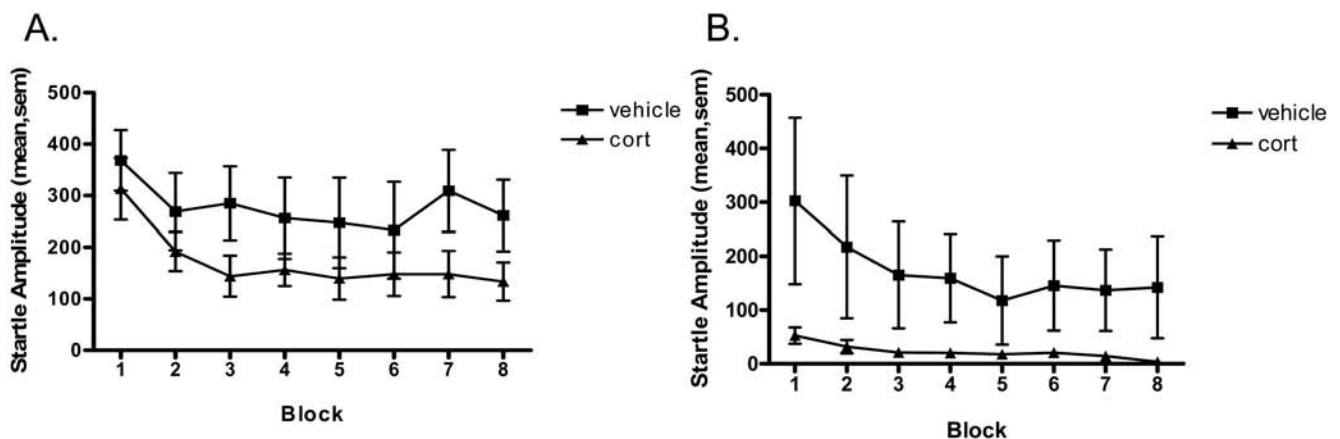 A.
Startle Amplitude (mean,sem)
500
400
300
200
100
0
1 2 3 4 5 6 7 8
Block
vehicle
cort
B.
Startle Amplitude (mean,sem)
500
400
300
200
100
0
1 2 3 4 5 6 7 8
Block
vehicle
cort